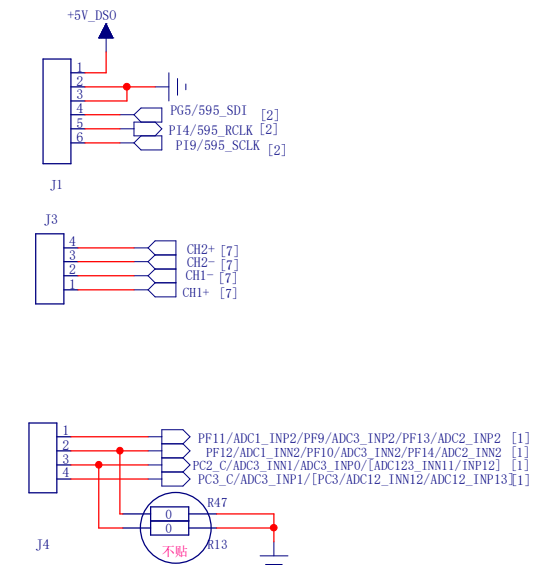 +5V_DSO
1
2
3
4 PG5/595_SDI [2]
5 PI4/595_RCLK [2]
6 PI9/595_SCLK [2]
J1
J3
4 CH2+ [7]
3 CH2- [7]
2 CH1- [7]
1 CH1+ [7]
1 PF11/ADC1_INP2/PF9/ADC3_INP2/PF13/ADC2_INP2 [1]
2 PF12/ADC1_INN2/PF10/ADC3_INN2/PF14/ADC2_INN2 [1]
3 PC2_C/ADC3_INN1/ADC3_INP0/[ADC123_INN11/INP12] [1]
4 PC3_C/ADC3_INP1/[PC3/ADC12_INN12/ADC12_INP13] [1]
R47
0
0
J4 不贴 R13